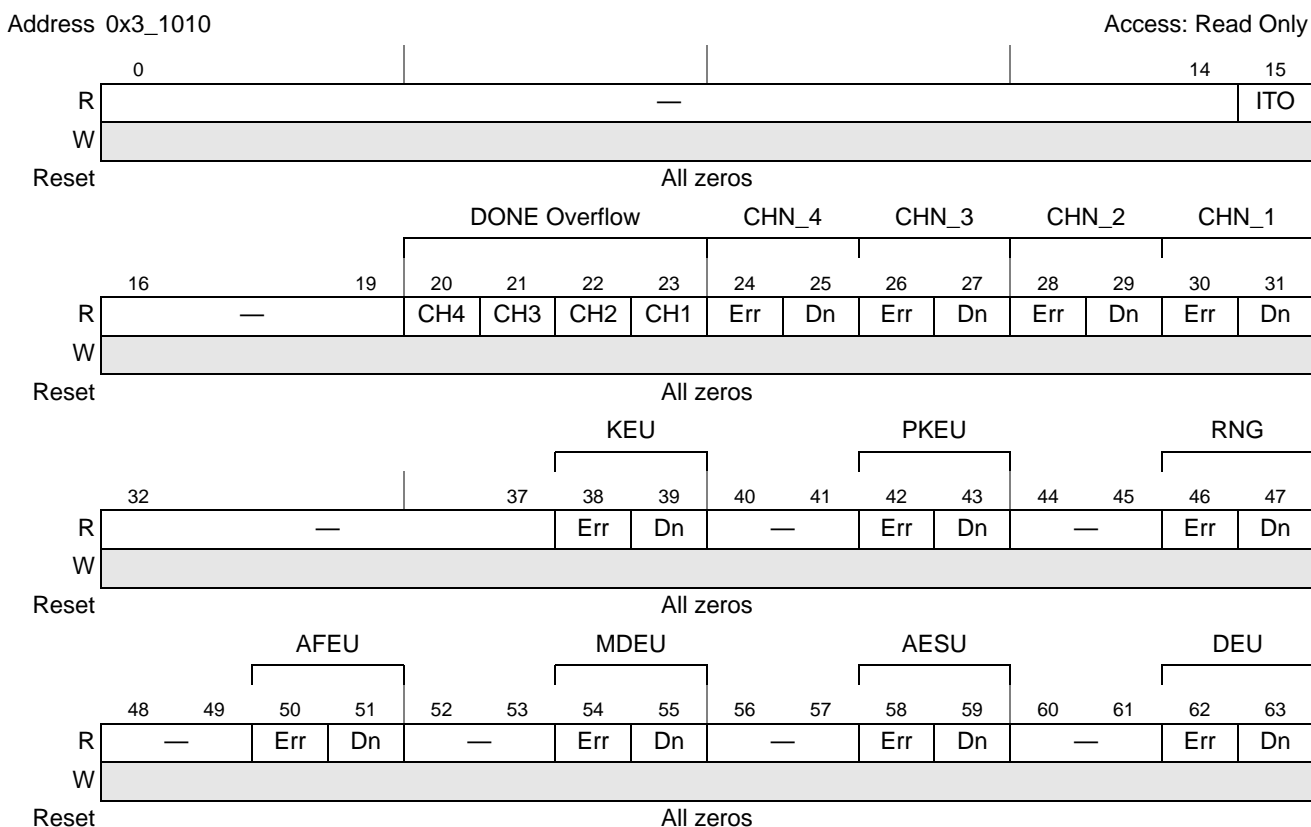 Address 0x3_1010 Access: Read Only
0 14 15
R — ITO
W
Reset All zeros
DONE Overflow CHN_4 CHN_3 CHN_2 CHN_1
16 19 20 21 22 23 24 25 26 27 28 29 30 31
R — CH4 CH3 CH2 CH1 Err Dn Err Dn Err Dn Err Dn
W
Reset All zeros
KEU PKEU RNG
32 37 38 39 40 41 42 43 44 45 46 47
R — Err Dn — Err Dn — Err Dn
W
Reset All zeros
AFEU MDEU AESU DEU
48 49 50 51 52 53 54 55 56 57 58 59 60 61 62 63
R — Err Dn — Err Dn — Err Dn — Err Dn
W
Reset All zeros